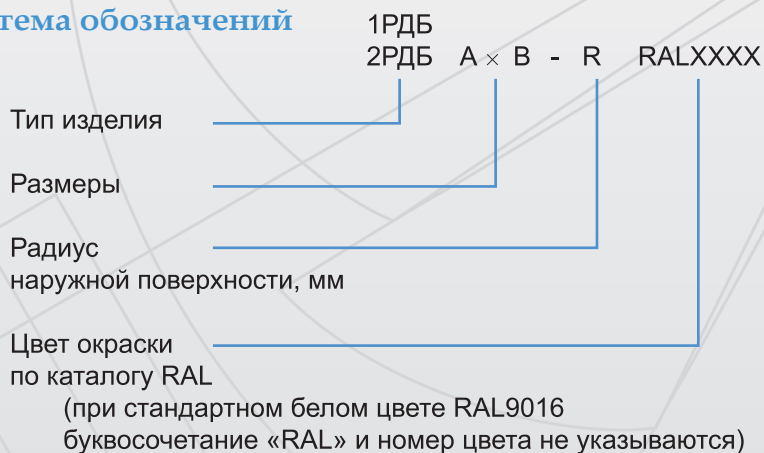 обозначений
1РДБ
2РДБ A × B - R RALXXXX
Тип изделия
Размеры
Радиус
наружной поверхности, мм
Цвет окраски
по каталогу RAL
(при стандартном белом цвете RAL9016
буквосочетание «RAL» и номер цвета не указываются)